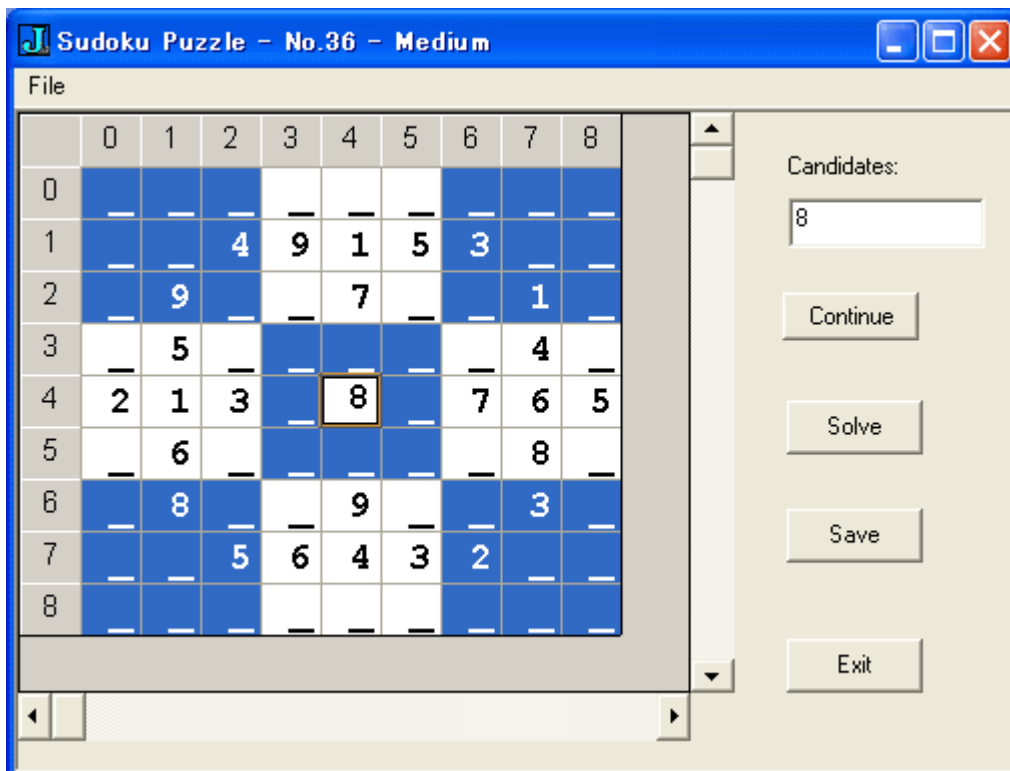 Sudoku Puzzle - No.36 - Medium
File
0 1 2 3 4 5 6 7 8
0 _ _ _ _ _ _ _ _ _
1 _ _ 4 9 1 5 3 _ _
2 _ 9 _ _ 7 _ _ 1 _
3 _ 5 _ _ _ _ _ 4 _
4 2 1 3 _ 8 _ 7 6 5
5 _ 6 _ _ _ _ _ 8 _
6 _ 8 _ _ 9 _ _ 3 _
7 _ _ 5 6 4 3 2 _ _
8 _ _ _ _ _ _ _ _ _
Candidates:
8
Continue
Solve
Save
Exit